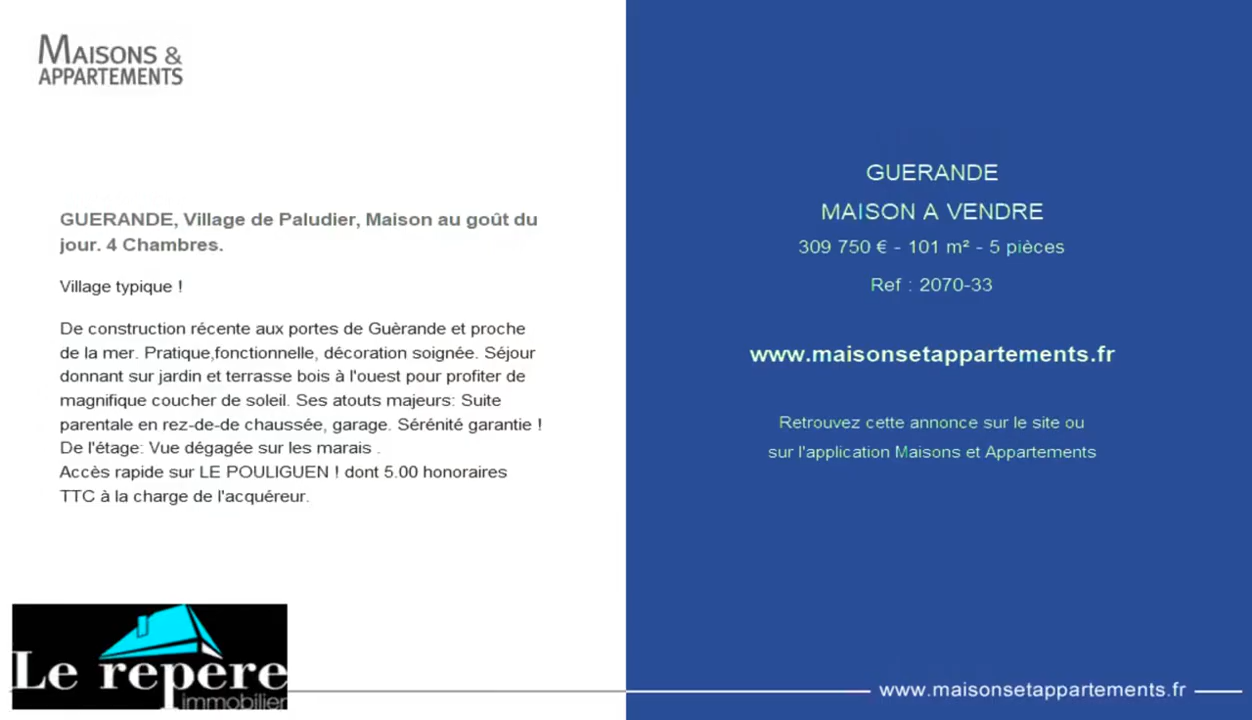 MAISONS &
APPARTEMENTS
GUERANDE, Village de Paludier, Maison au goût du
jour. 4 Chambres.
Village typique !
De construction récente aux portes de Guèrande et proche
de la mer. Pratique,fonctionnelle, décoration soignée. Séjour
donnant sur jardin et terrasse bois à l'ouest pour profiter de
magnifique coucher de soleil. Ses atouts majeurs: Suite
parentale en rez-de-de chaussée, garage. Sérénité garantie !
De l'étage: Vue dégagée sur les marais .
Accès rapide sur LE POULIGUEN ! dont 5.00 honoraires
TTC à la charge de l'acquéreur.
Le repère
immobilier
GUERANDE
MAISON A VENDRE
309 750 € - 101 m² - 5 pièces
Ref : 2070-33
www.maisonsetappartements.fr
Retrouvez cette annonce sur le site ou
sur l'application Maisons et Appartements
www.maisonsetappartements.fr